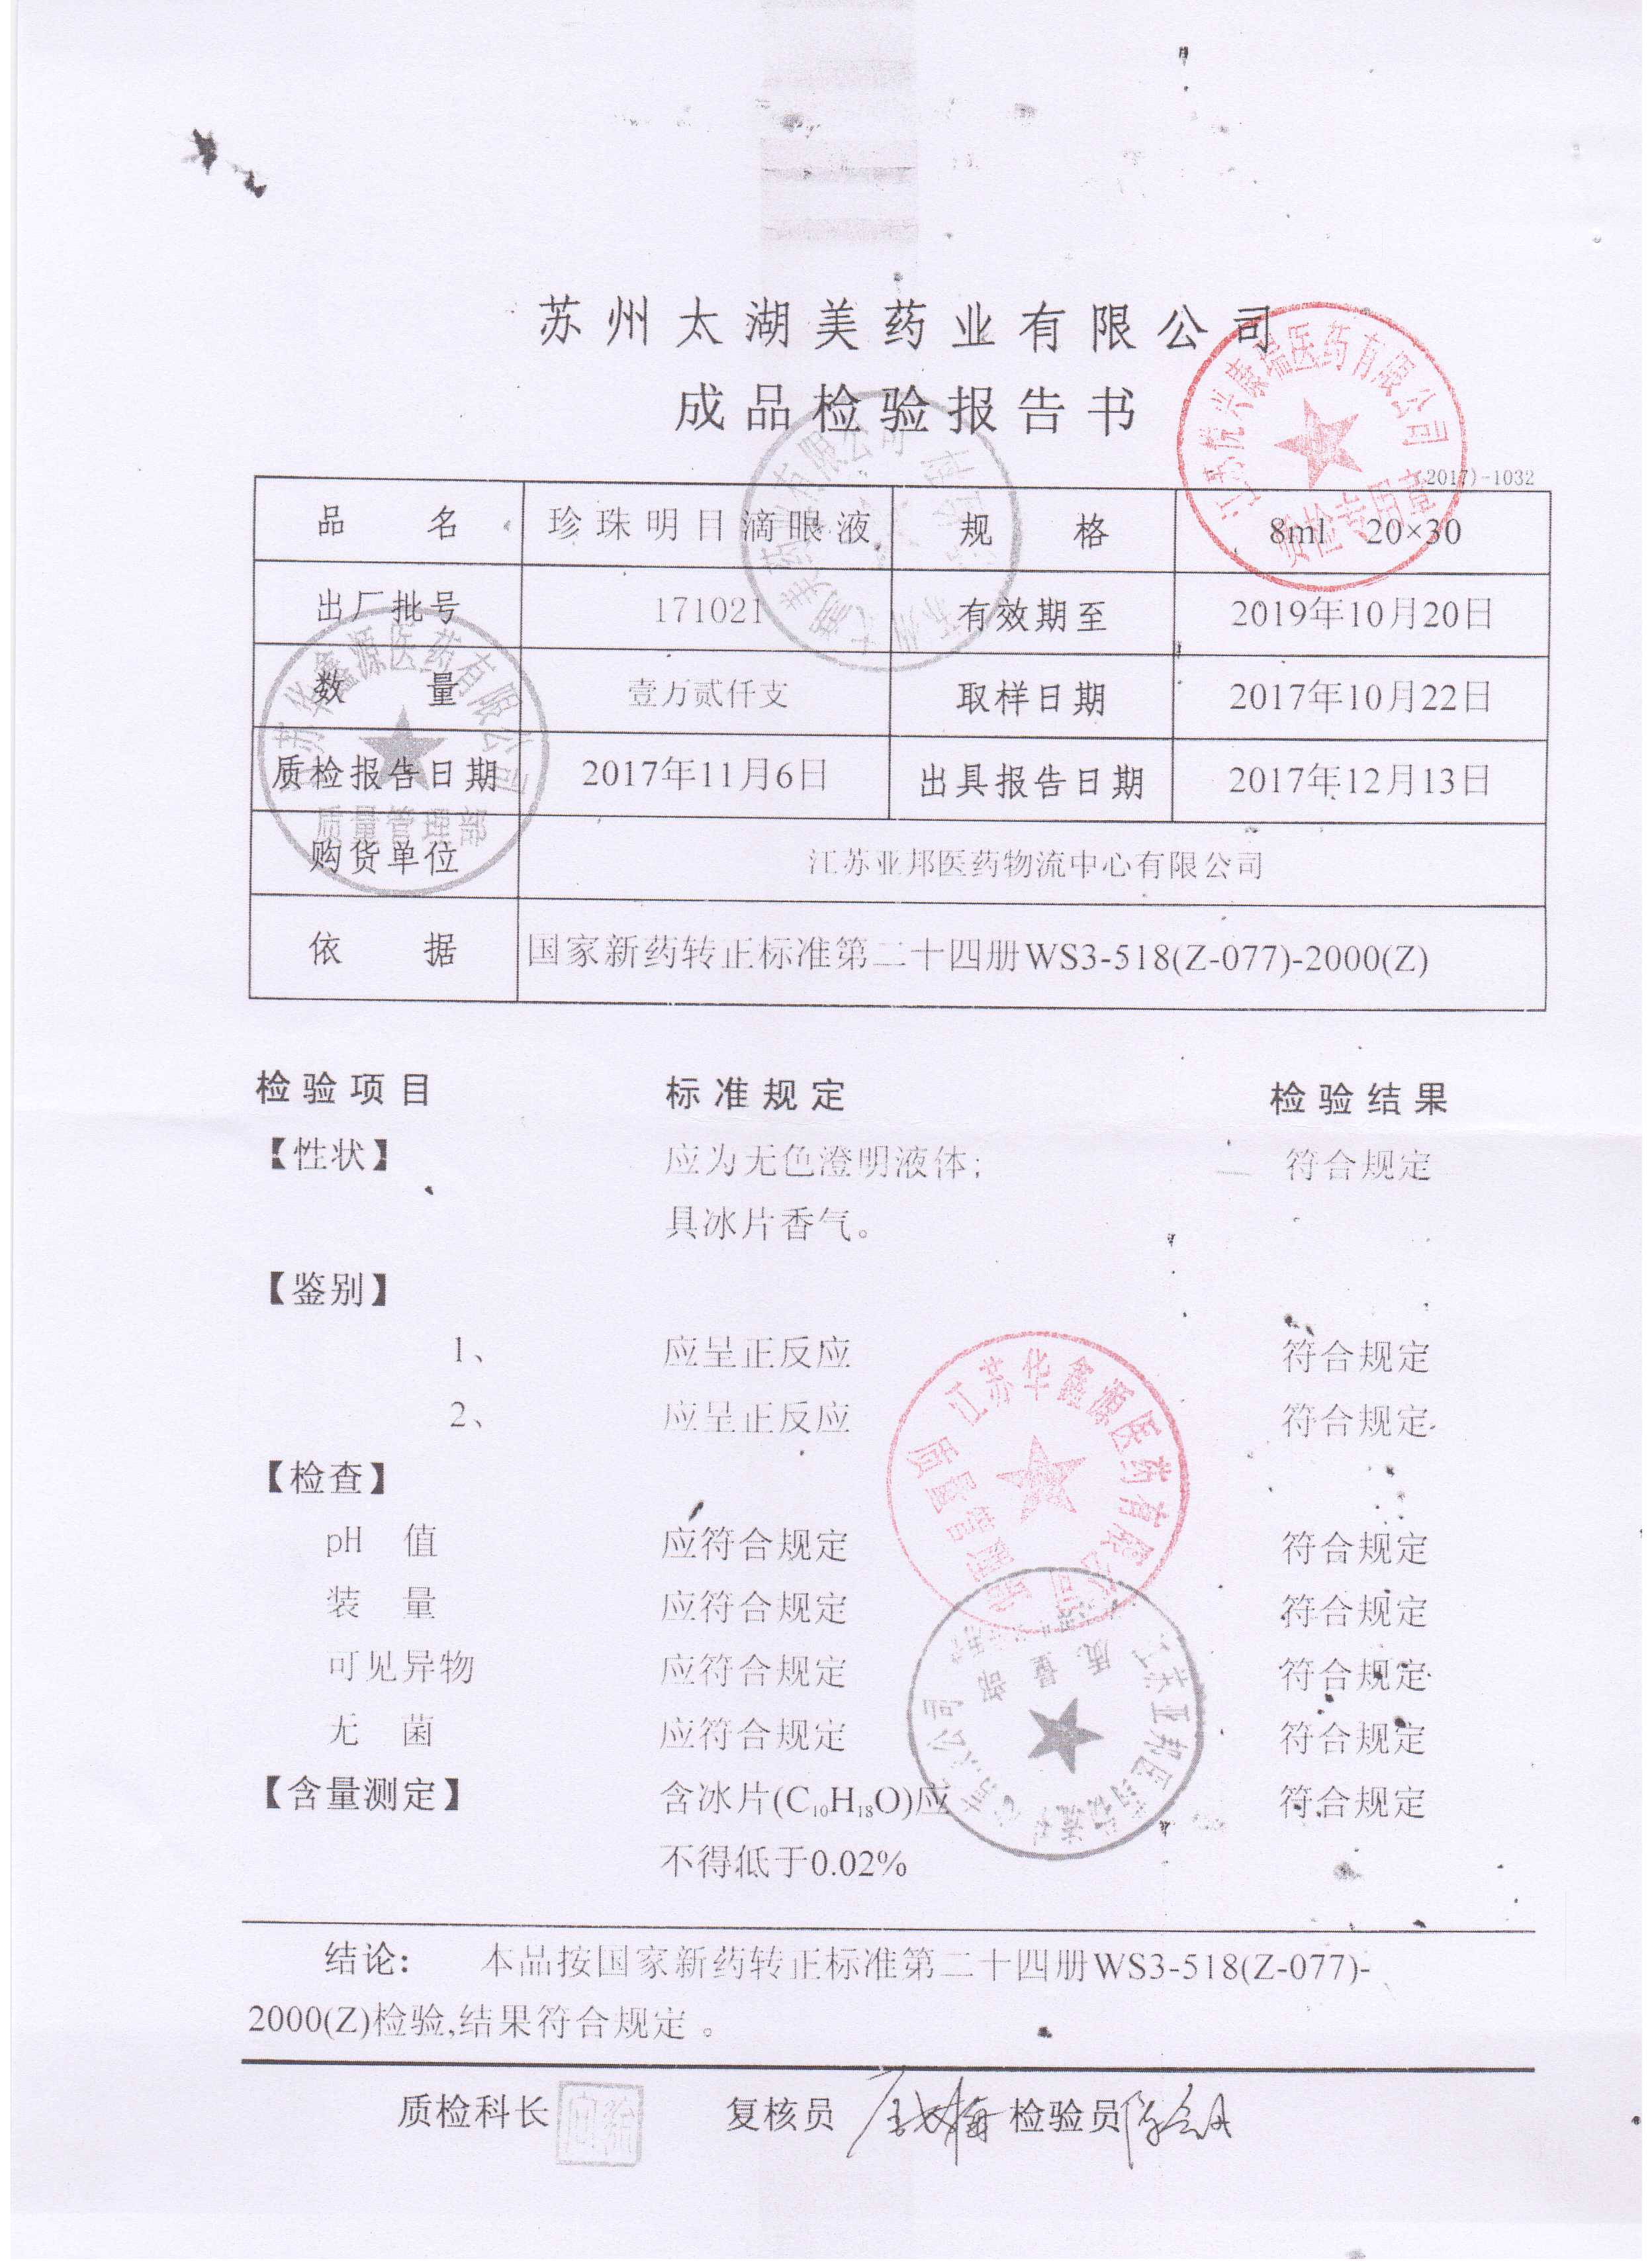 苏州太湖美药业有限公司
成品检验报告书
(2017)-1032
品 名 珍珠明目滴眼液 规 格 8ml 20×30
出厂批号 171021 有效期至 2019年10月20日
数 量 壹万贰仟支 取样日期 2017年10月22日
质检报告日期 2017年11月6日 出具报告日期 2017年12月13日
购货单位 江苏亚邦医药物流中心有限公司
依 据 国家新药转正标准第二十四册WS3-518(Z-077)-2000(Z)
检验项目 标准规定 检验结果
【性状】 应为无色澄明液体; 符合规定
具冰片香气。
【鉴别】
1、 应呈正反应 符合规定
2、 应呈正反应 符合规定
【检查】
pH 值 应符合规定 符合规定
装 量 应符合规定 符合规定
可见异物 应符合规定 符合规定
无 菌 应符合规定 符合规定
【含量测定】 含冰片(C₁₀H₁₈O)应 符合规定
不得低于0.02%
结论: 本品按国家新药转正标准第二十四册WS3-518(Z-077)-
2000(Z)检验,结果符合规定。
质检科长 复核员 检验员
质检专用章
江苏华鑫源医药有限公司
质量管理部